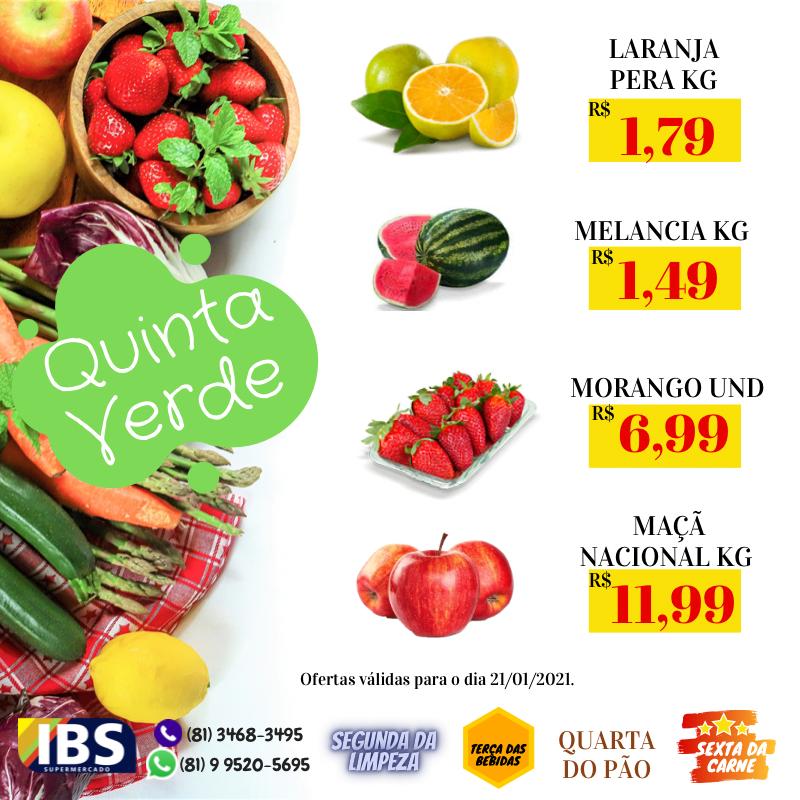 Quinta
Verde
LARANJA
PERA KG
R$ 1,79
MELANCIA KG
R$ 1,49
MORANGO UND
R$ 6,99
MAÇÃ
NACIONAL KG
R$ 11,99
Ofertas válidas para o dia 21/01/2021.
IBS
SUPERMERCADO
(81) 3468-3495
(81) 9 9520-5695
SEGUNDA DA
LIMPEZA
TERÇA DAS
BEBIDAS
QUARTA
DO PÃO
SEXTA DA
CARNE